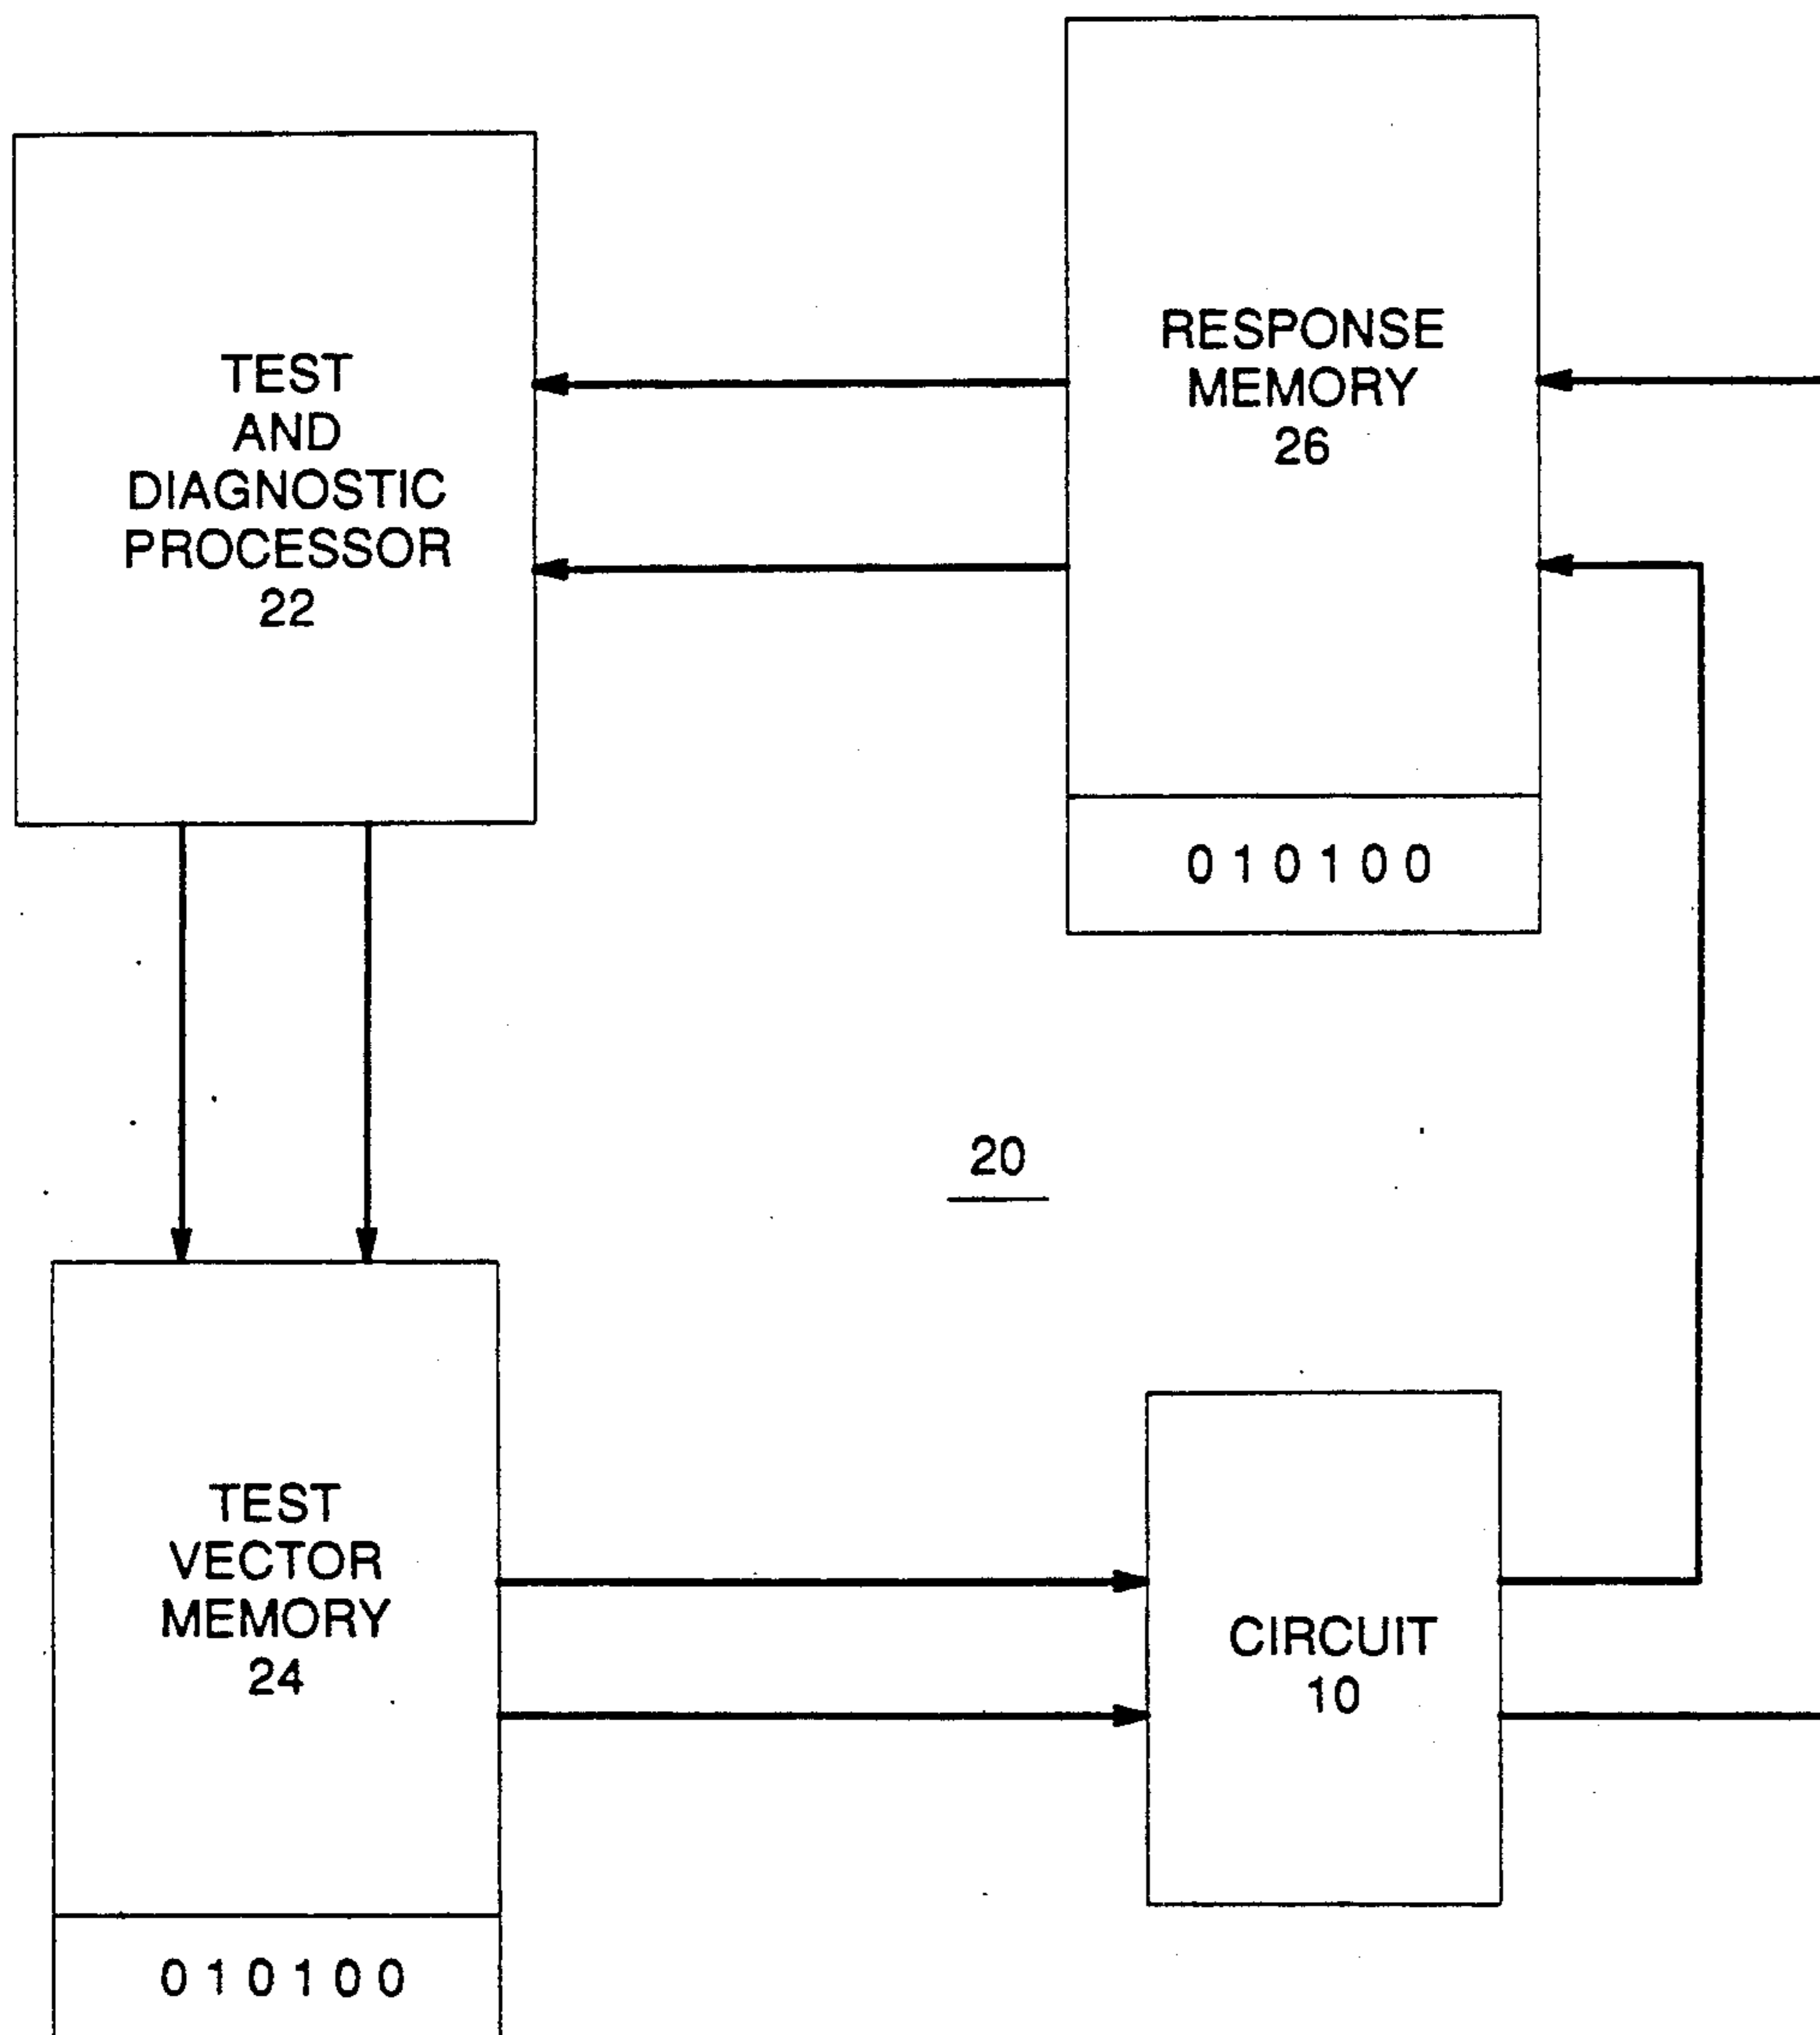 TEST
AND
DIAGNOSTIC
PROCESSOR
22
RESPONSE
MEMORY
26
0 1 0 1 0 0
20
TEST
VECTOR
MEMORY
24
0 1 0 1 0 0
CIRCUIT
10